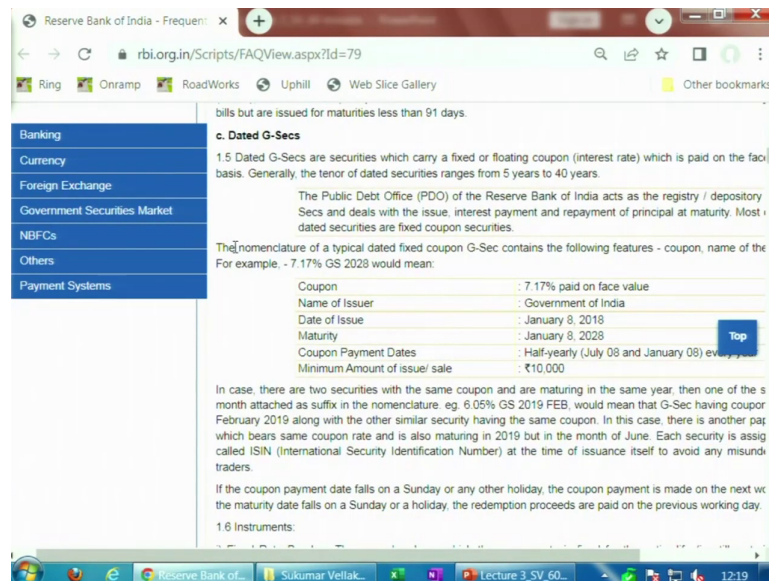 Reserve Bank of India - Frequent
rbi.org.in/Scripts/FAQView.aspx?Id=79
Ring Onramp RoadWorks Uphill Web Slice Gallery Other bookmarks
bills but are issued for maturities less than 91 days.
Banking
Currency
Foreign Exchange
Government Securities Market
NBFCs
Others
Payment Systems
c. Dated G-Secs
1.5 Dated G-Secs are securities which carry a fixed or floating coupon (interest rate) which is paid on the face
basis. Generally, the tenor of dated securities ranges from 5 years to 40 years.
The Public Debt Office (PDO) of the Reserve Bank of India acts as the registry / depository
Secs and deals with the issue, interest payment and repayment of principal at maturity. Most
dated securities are fixed coupon securities.
The nomenclature of a typical dated fixed coupon G-Sec contains the following features - coupon, name of the
For example, - 7.17% GS 2028 would mean:
Coupon : 7.17% paid on face value
Name of Issuer : Government of India
Date of Issue : January 8, 2018
Maturity : January 8, 2028
Coupon Payment Dates : Half-yearly (July 08 and January 08) every year
Minimum Amount of issue/ sale : ₹10,000
Top
In case, there are two securities with the same coupon and are maturing in the same year, then one of the s
month attached as suffix in the nomenclature. eg. 6.05% GS 2019 FEB, would mean that G-Sec having coupon
February 2019 along with the other similar security having the same coupon. In this case, there is another pap
which bears same coupon rate and is also maturing in 2019 but in the month of June. Each security is assig
called ISIN (International Security Identification Number) at the time of issuance itself to avoid any misunde
traders.
If the coupon payment date falls on a Sunday or any other holiday, the coupon payment is made on the next wo
the maturity date falls on a Sunday or a holiday, the redemption proceeds are paid on the previous working day.
1.6 Instruments:
Reserve Bank of... Sukumar Vellak... Lecture 3_SV_60... 12:19